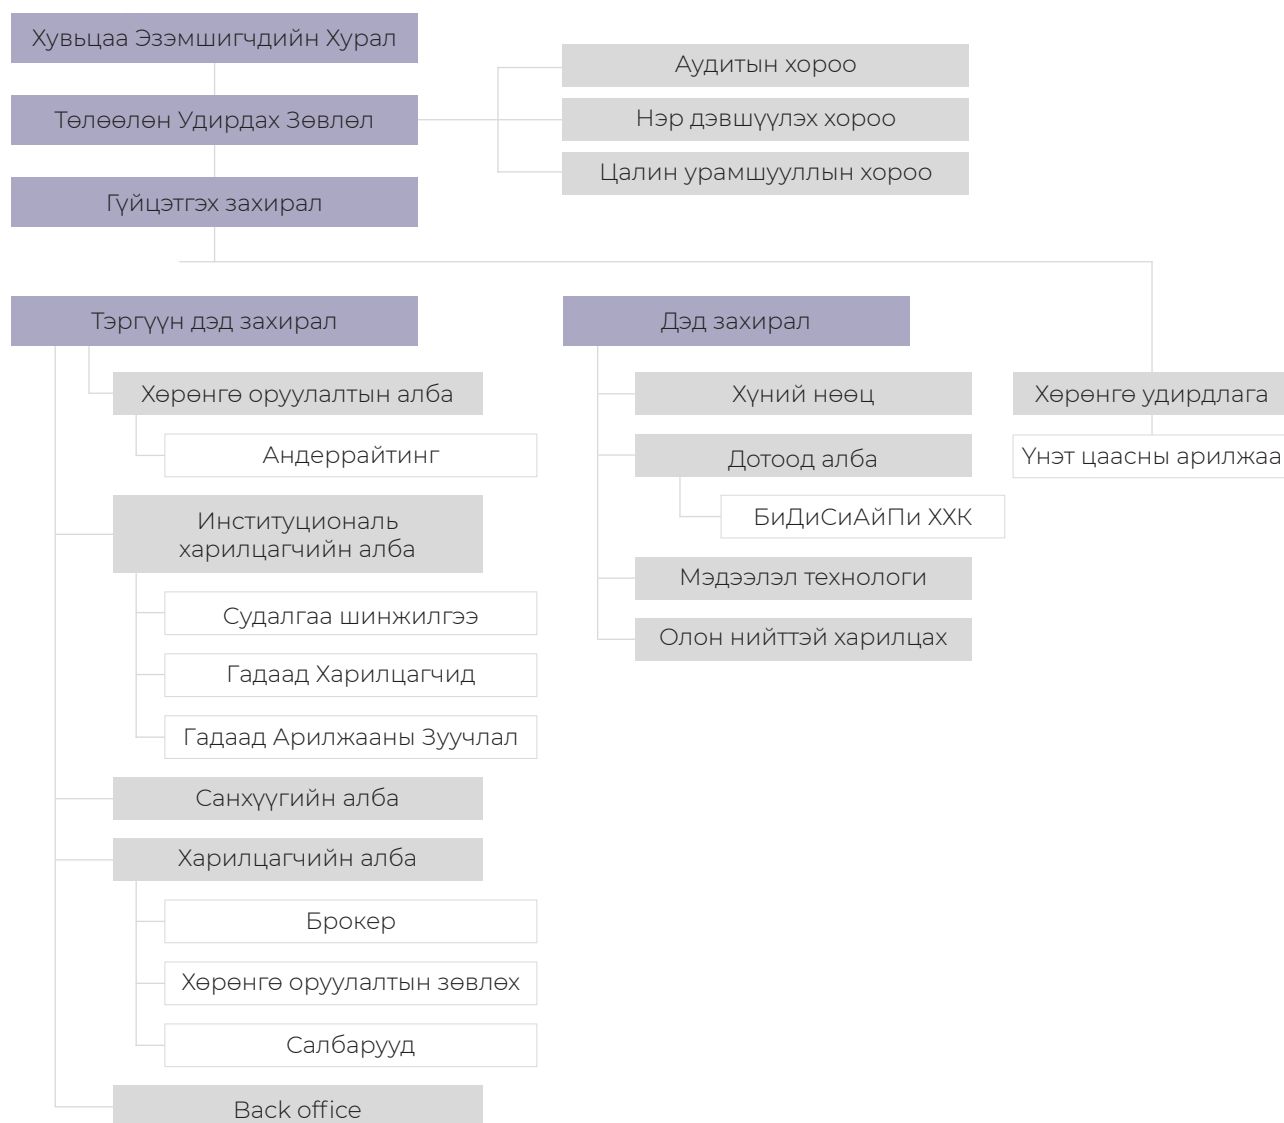 Хувьцаа Эзэмшигчдийн Хурал
Төлөөлөн Удирдах Зөвлөл
Гүйцэтгэх захирал
Аудитын хороо
Нэр дэвшүүлэх хороо
Цалин урамшууллын хороо
Тэргүүн дэд захирал
Хөрөнгө оруулалтын алба
Андеррайтинг
Институциональ
харилцагчийн алба
Судалгаа шинжилгээ
Гадаад Харилцагчид
Гадаад Арилжааны Зуучлал
Санхүүгийн алба
Харилцагчийн алба
Брокер
Хөрөнгө оруулалтын зөвлөх
Салбарууд
Back office
Дэд захирал
Хүний нөөц
Дотоод алба
БиДиСиАйПи ХХК
Мэдээлэл технологи
Олон нийттэй харилцах
Хөрөнгө удирдлага
Үнэт цаасны арилжаа